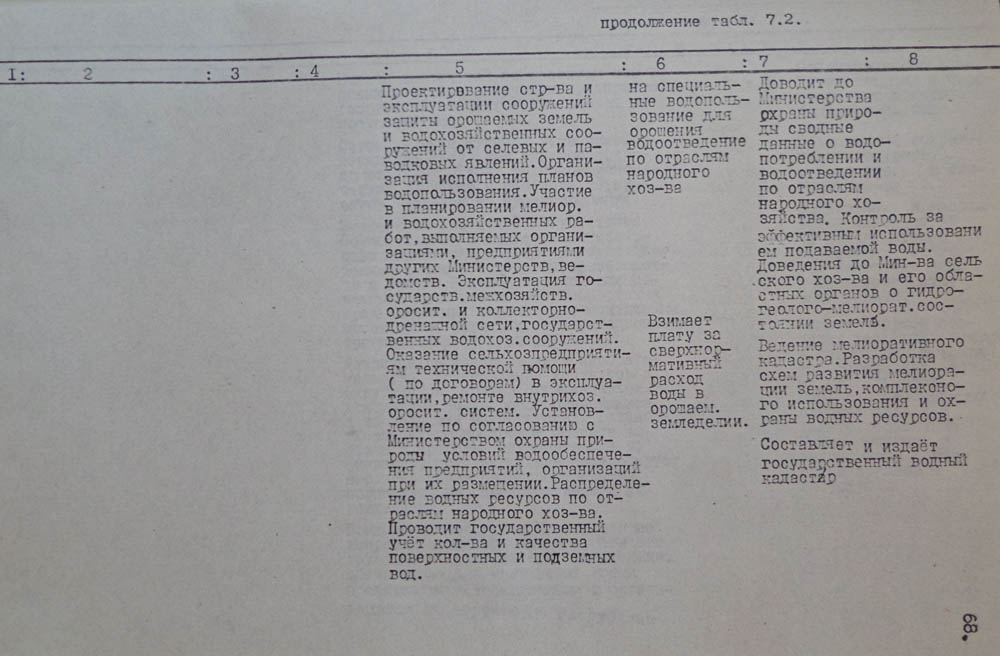 продолжение табл. 7.2.
I: 2 : 3 : 4 : 5 : 6 : 7 : 8
Проектирование стр-ва и
эксплуатации сооружений
защиты орошаемых земель
и водохозяйственных соо-
ружений от селевых и па-
водковых явлений.Органи-
зация исполнения планов
водопользования.Участие
в планировании мелиор.
и водохозяйственных ра-
бот,выполняемых органи-
зациями, предприятиями
других Министерств,ве-
домств. Эксплуатация го-
сударств.межхозяйств.
оросит. и коллекторно-
дренажной сети,государст-
венных водохоз.сооружений.
Оказание сельхозпредприяти-
ям технической помощи
( по договорам) в эксплуа-
тации,ремонте внутрихоз.
оросит. систем. Установ-
ление по согласованию с
Министерством охраны при-
роды условий водообеспече-
ния предприятий, организаций
при их размещении.Распределе-
ние водных ресурсов по от-
раслям народного хоз-ва.
Проводит государственный
учёт кол-ва и качества
поверхностных и подземных
вод.
на специаль-
ные водополь-
зование для
орошения
водоотведение
по отраслям
народного
хоз-ва
Взимает
плату за
сверхнор-
мативный
расход
воды в
орошаем.
земледелии.
Доводит до
Министерства
охраны приро-
ды сводные
данные о водо-
потреблении и
водоотведении
по отраслям
народного хо-
зяйства. Контроль за
эффективным использовани
ем подаваемой воды.
Доведения до Мин-ва сель
ского хоз-ва и его обла-
стных органов о гидро-
геолого-мелиорат.сос-
тоянии земель.
Ведение мелиоративного
кадастра.Разработка
схем развития мелиора-
ции земель,комплексно-
го использования и ох-
раны водных ресурсов.
Составляет и издаёт
государственный водный
кадастар
68.